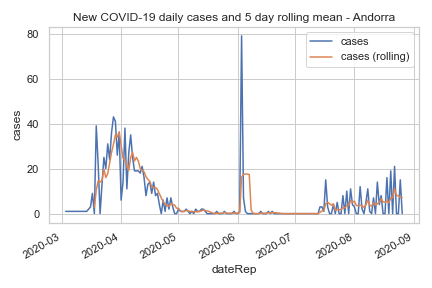 New COVID-19 daily cases and 5 day rolling mean - Andorra
cases
cases (rolling)
80
60
40
20
0
cases
2020-03
2020-04
2020-05
2020-06
2020-07
2020-08
2020-09
dateRep